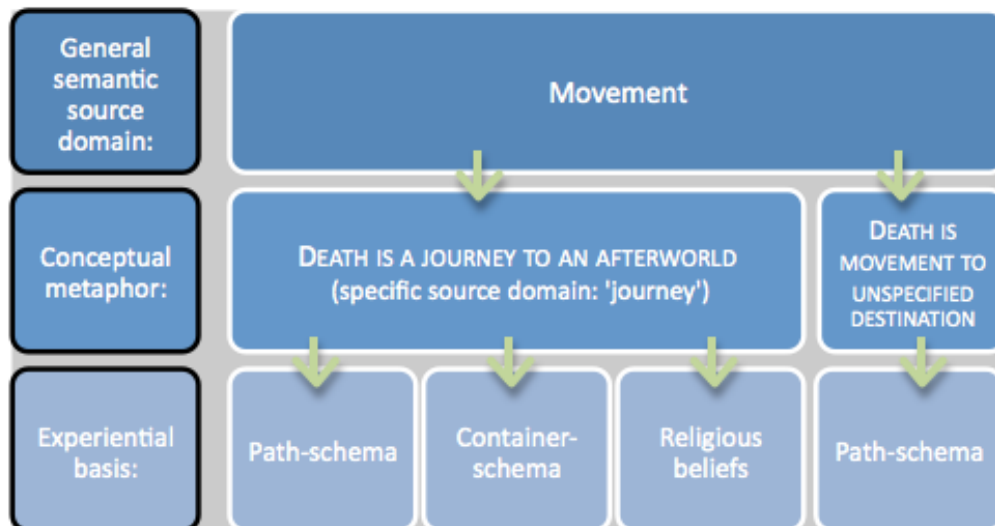 General
semantic
source
domain:
Movement
Conceptual
metaphor:
DEATH IS A JOURNEY TO AN AFTERWORLD
(specific source domain: 'journey')
DEATH IS
MOVEMENT TO
UNSPECIFIED
DESTINATION
Experiential
basis:
Path-schema
Container-
schema
Religious
beliefs
Path-schema